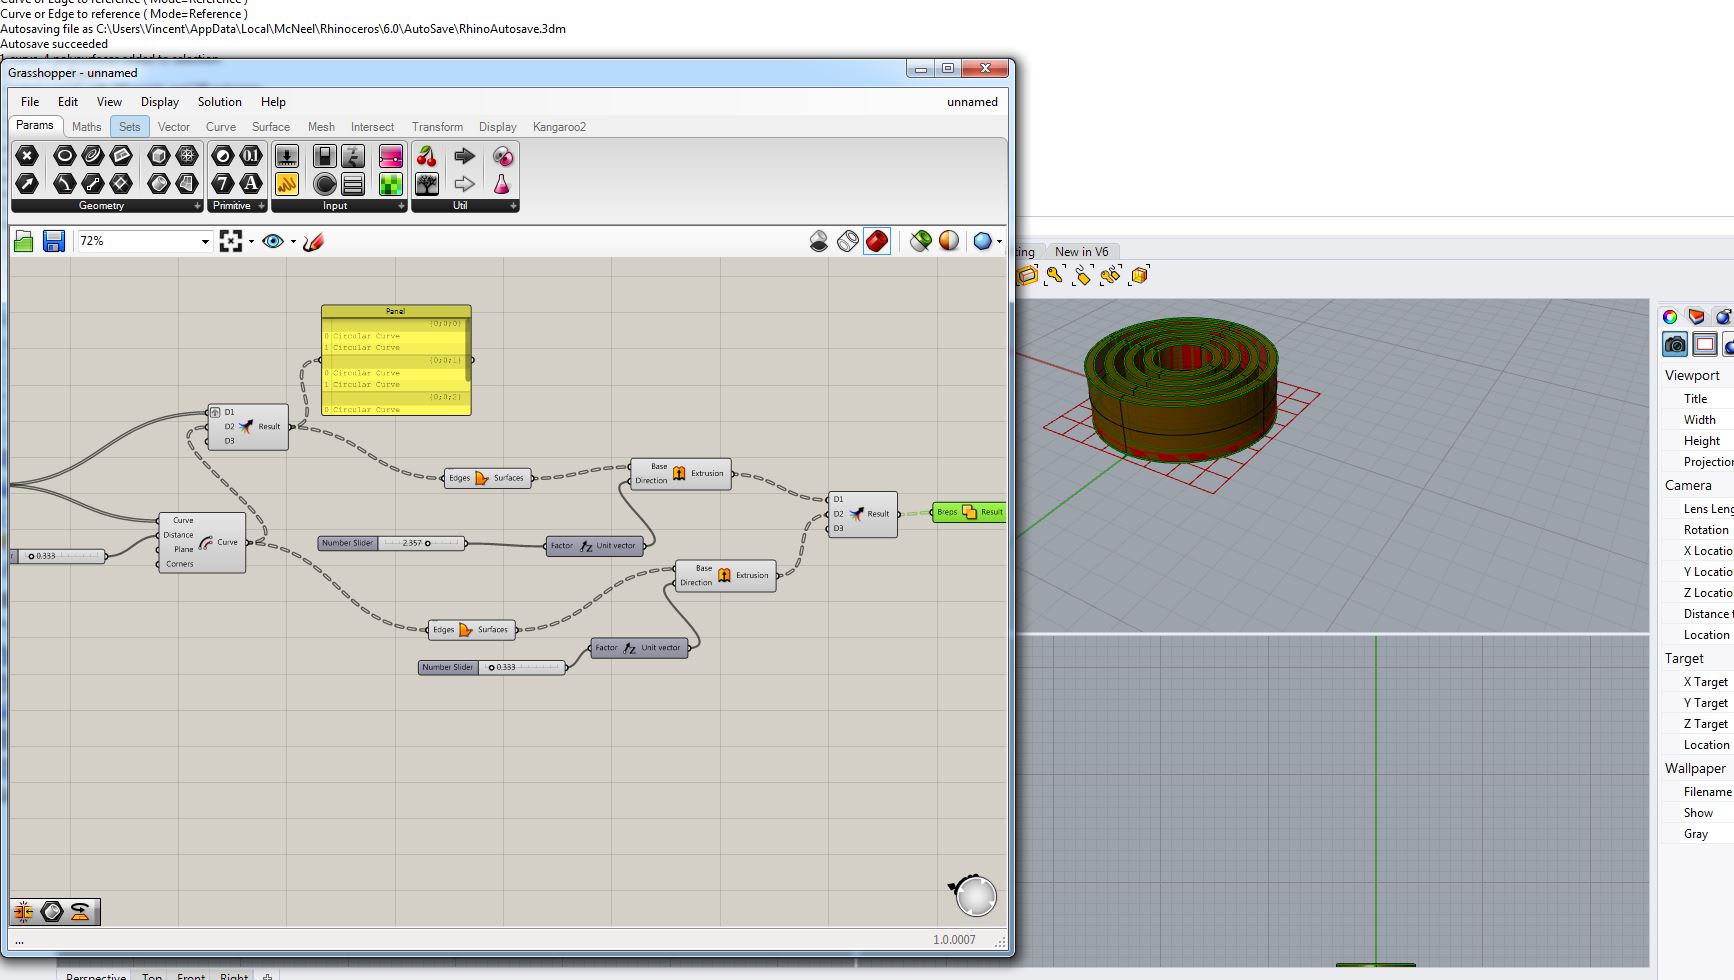 Curve or Edge to reference ( Mode=Reference )
Autosaving file as C:\Users\Vincent\AppData\Local\McNeel\Rhinoceros\6.0\AutoSave\RhinoAutosave.3dm
Autosave succeeded
Grasshopper - unnamed
File Edit View Display Solution Help unnamed
Params Maths Sets Vector Curve Surface Mesh Intersect Transform Display Kangaroo2
Geometry Primitive Input Util
72%
New in V6
Panel
{0;0;0}
0 Circular Curve
1 Circular Curve
{0;0;1}
0 Circular Curve
1 Circular Curve
{0;0;2}
0 Circular Curve
D1
D2 Result
D3
Edges Surfaces
Base
Direction
Extrusion
D1
D2 Result
D3
Breps Result
Curve
Distance
Plane
Corners
Curve
0.333
Number Slider 2.357
Factor Unit vector
Base
Direction
Extrusion
Edges Surfaces
Factor Unit vector
Number Slider 0.333
Viewport
Title
Width
Height
Projection
Camera
Lens Leng
Rotation
X Locatio
Y Locatio
Z Locatio
Distance t
Location
Target
X Target
Y Target
Z Target
Location
Wallpaper
Filename
Show
Gray
...
1.0.0007
Perspective Top Front Right